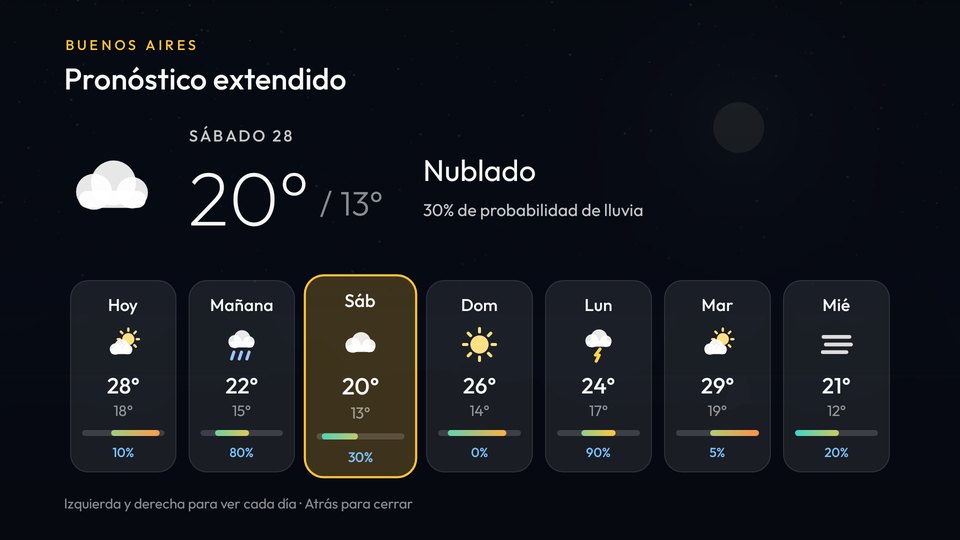 BUENOS AIRES
Pronóstico extendido
SÁBADO 28
20° / 13°
Nublado
30% de probabilidad de lluvia
Hoy
28°
18°
10%
Mañana
22°
15°
80%
Sáb
20°
13°
30%
Dom
26°
14°
0%
Lun
24°
17°
90%
Mar
29°
19°
5%
Mié
21°
12°
20%
Izquierda y derecha para ver cada día · Atrás para cerrar